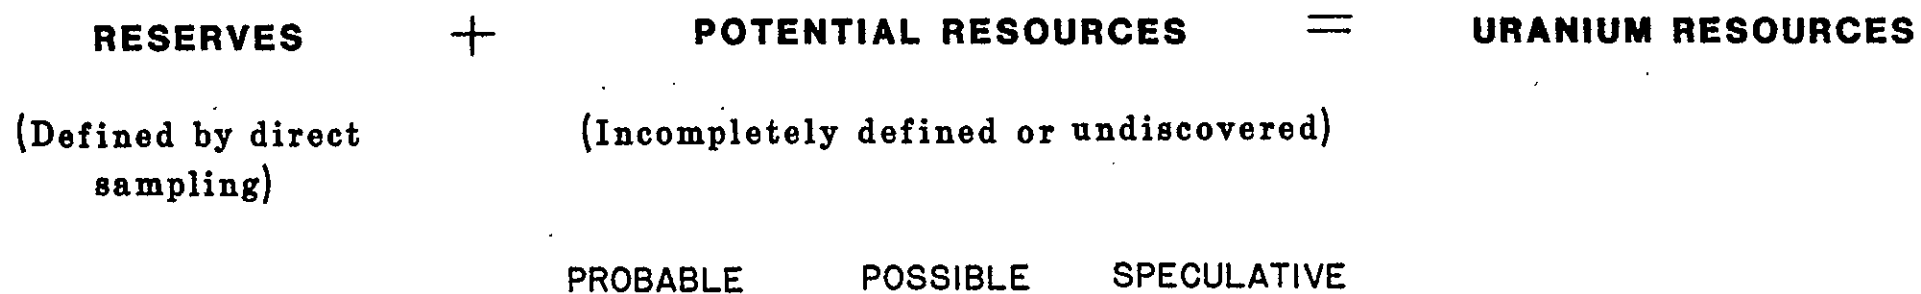 RESERVES + POTENTIAL RESOURCES = URANIUM RESOURCES
(Defined by direct sampling)
(Incompletely defined or undiscovered)
PROBABLE POSSIBLE SPECULATIVE